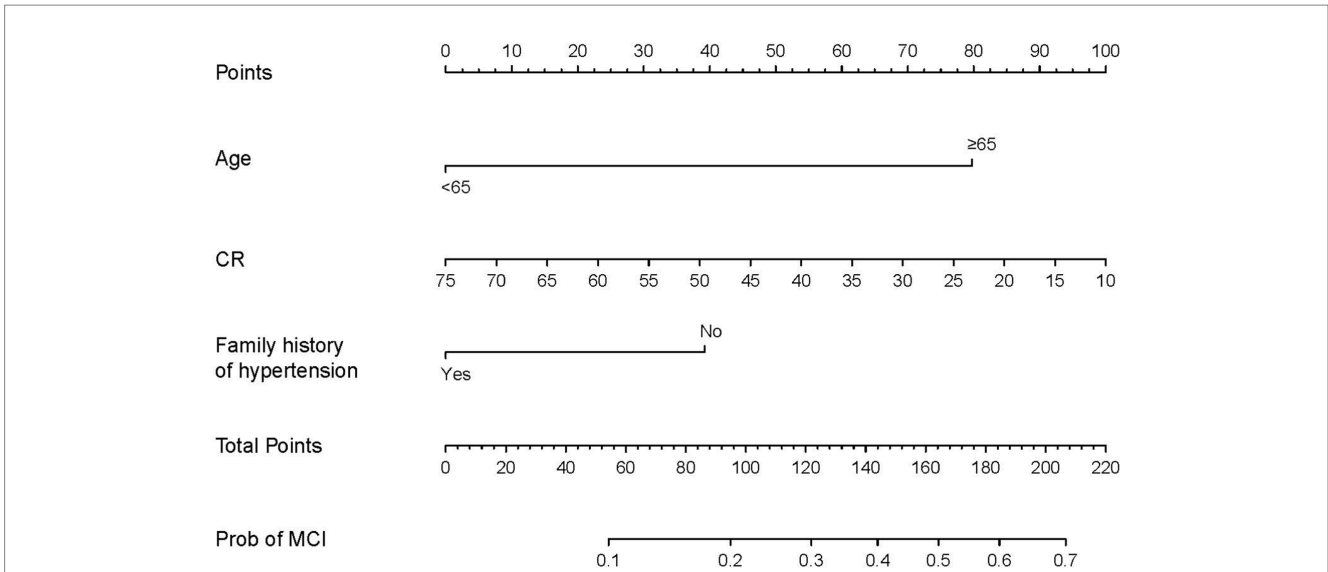 Points
0 10 20 30 40 50 60 70 80 90 100
Age
≥65
<65
CR
75 70 65 60 55 50 45 40 35 30 25 20 15 10
Family history
of hypertension
No
Yes
Total Points
0 20 40 60 80 100 120 140 160 180 200 220
Prob of MCI
0.1 0.2 0.3 0.4 0.5 0.6 0.7